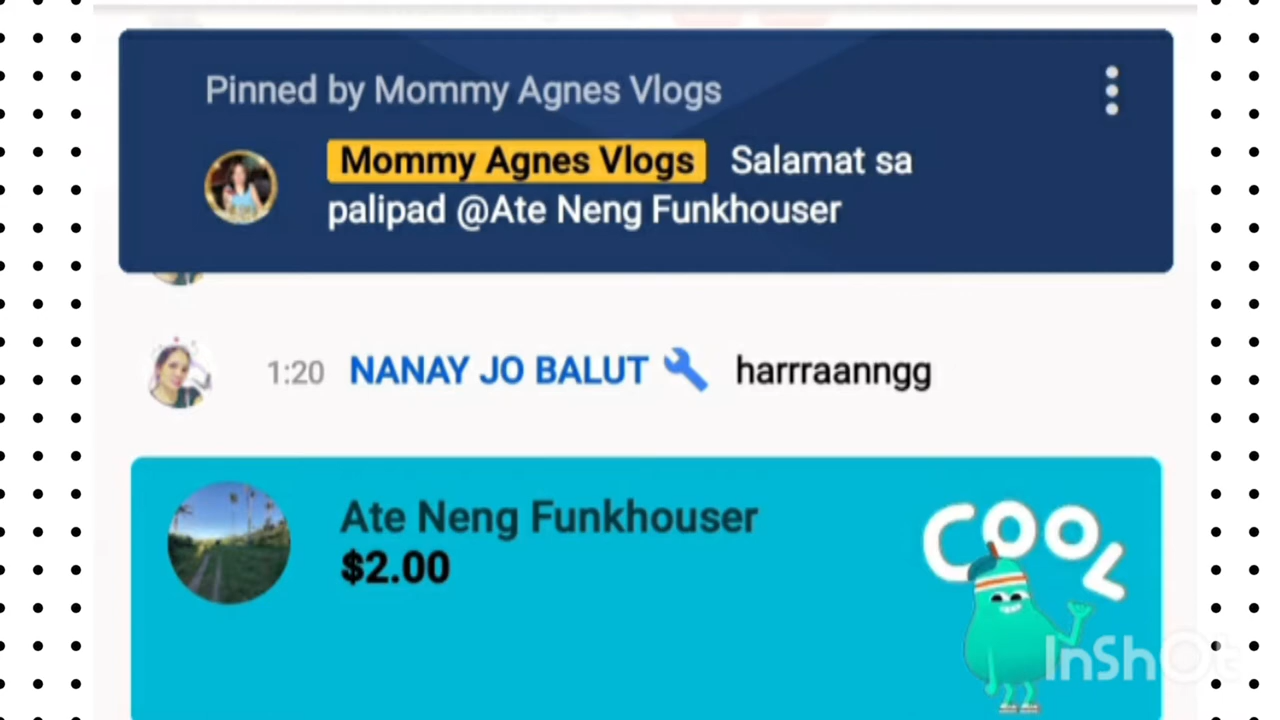 Pinned by Mommy Agnes Vlogs
Mommy Agnes Vlogs Salamat sa
palipad @Ate Neng Funkhouser
1:20 NANAY JO BALUT harrraanngg
Ate Neng Funkhouser
$2.00
COOL
InShOt